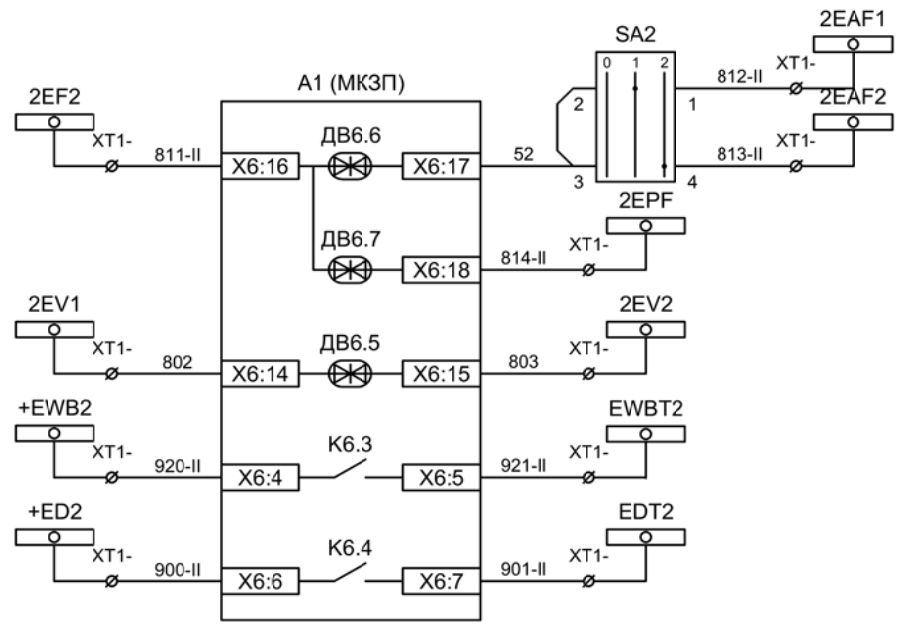 2EAF1
SA2
0 1 2
XT1-
812-II
2 1
2EAF2
XT1-
52
813-II
3 4
A1 (МКЗП)
2EF2
XT1-
811-II
X6:16
ДВ6.6
X6:17
2EPF
XT1-
ДВ6.7
X6:18
814-II
2EV1
XT1-
802
X6:14
ДВ6.5
X6:15
803
2EV2
XT1-
+EWB2
XT1-
920-II
X6:4
К6.3
X6:5
921-II
EWBT2
XT1-
+ED2
XT1-
900-II
X6:6
К6.4
X6:7
901-II
EDT2
XT1-